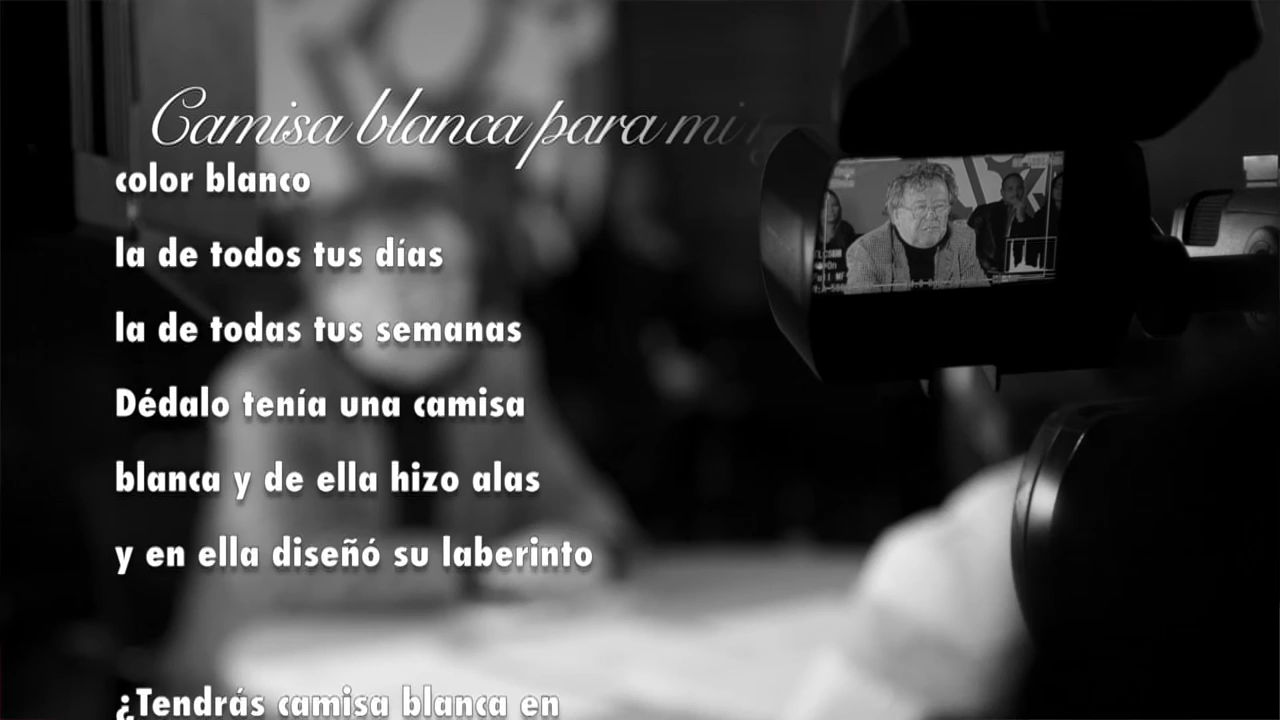 Camisa blanca para mi
color blanco
la de todos tus días
la de todas tus semanas
Dédalo tenía una camisa
blanca y de ella hizo alas
y en ella diseñó su laberinto
¿Tendrás camisa blanca en